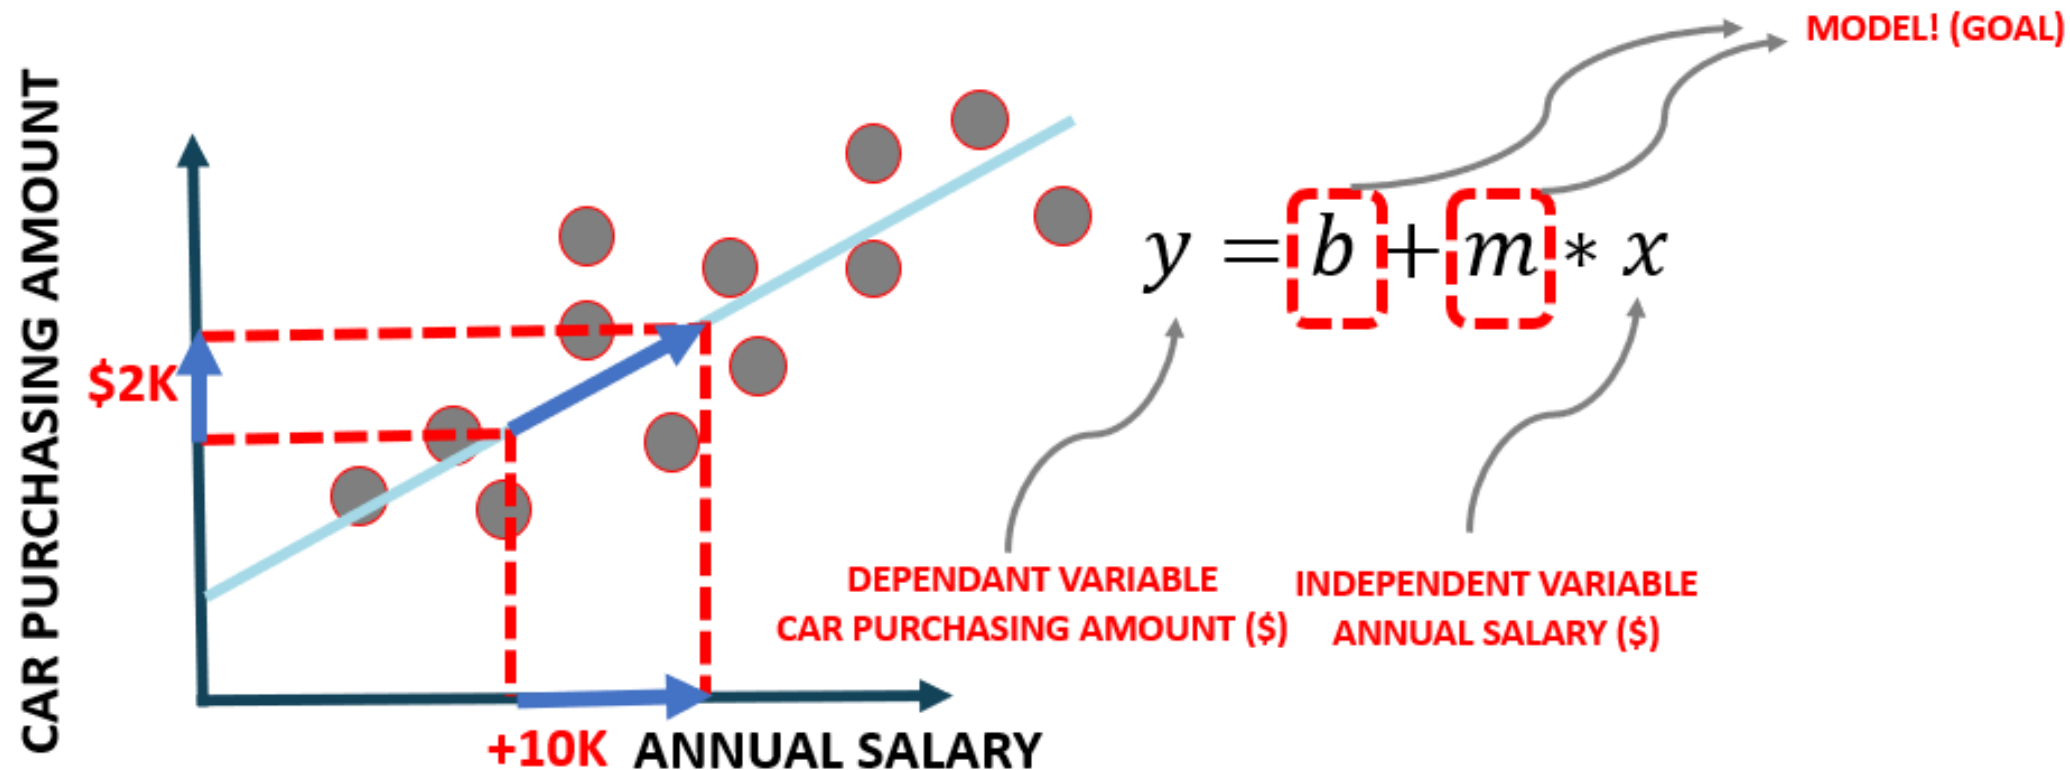 MODEL! (GOAL)
CAR PURCHASING AMOUNT
y = b + m * x
$2K
DEPENDANT VARIABLE
CAR PURCHASING AMOUNT ($)
INDEPENDENT VARIABLE
ANNUAL SALARY ($)
+10K
ANNUAL SALARY